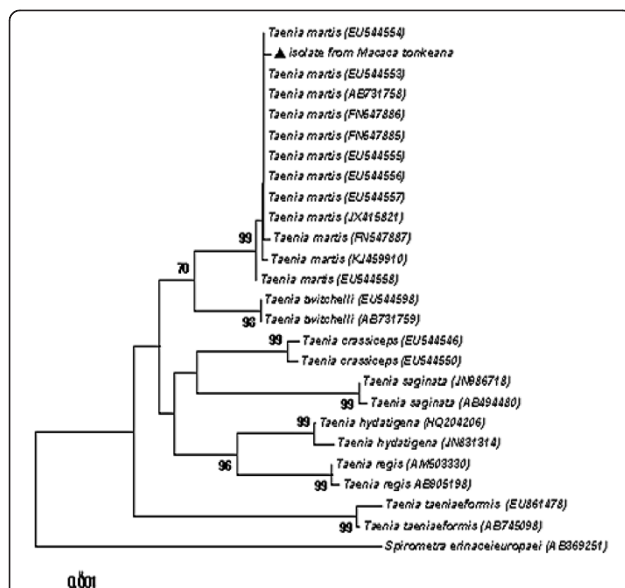 Taenia martis (EU544554)
▲ isolate from Macaca tonkeana
Taenia martis (EU544553)
Taenia martis (AB731758)
Taenia martis (FN547886)
Taenia martis (FN547885)
Taenia martis (EU544555)
Taenia martis (EU544556)
Taenia martis (EU544557)
Taenia martis (JX415821)
99 Taenia martis (FN547887)
Taenia martis (KJ459910)
70 Taenia martis (EU544558)
Taenia twitchelli (EU544598)
98 Taenia twitchelli (AB731759)
99 Taenia crassiceps (EU544546)
Taenia crassiceps (EU544550)
Taenia saginata (JN986718)
99 Taenia saginata (AB494480)
99 Taenia hydatigena (HQ204206)
Taenia hydatigena (JN831314)
96 Taenia regis (AM503330)
99 Taenia regis AB905198)
Taenia taeniaeformis (EU861478)
99 Taenia taeniaeformis (AB745098)
Spirometra erinaceieuropaei (AB369251)
0.001